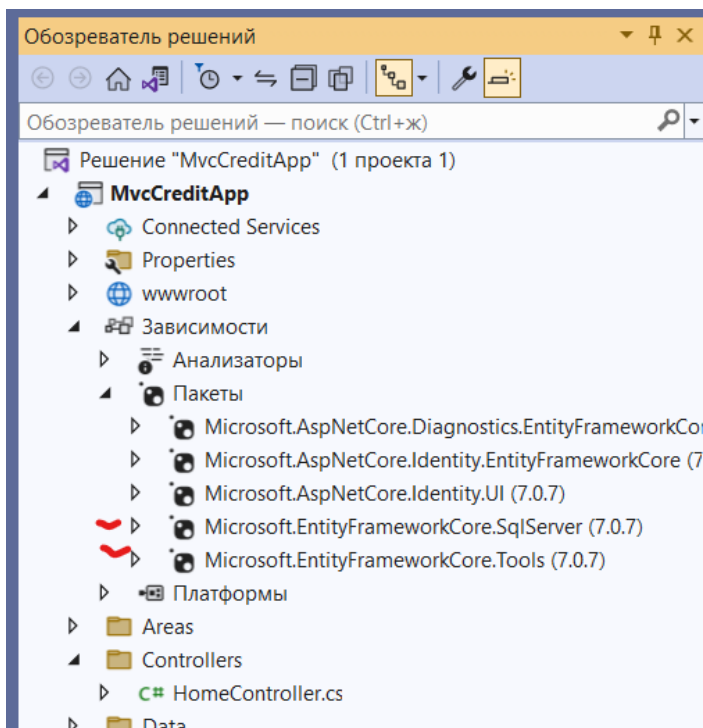 Обозреватель решений
Обозреватель решений — поиск (Ctrl+ж)
Решение "MvcCreditApp" (1 проекта 1)
MvcCreditApp
Connected Services
Properties
wwwroot
Зависимости
Анализаторы
Пакеты
Microsoft.AspNetCore.Diagnostics.EntityFrameworkCor
Microsoft.AspNetCore.Identity.EntityFrameworkCore (7
Microsoft.AspNetCore.Identity.UI (7.0.7)
Microsoft.EntityFrameworkCore.SqlServer (7.0.7)
Microsoft.EntityFrameworkCore.Tools (7.0.7)
Платформы
Areas
Controllers
C# HomeController.cs
Data